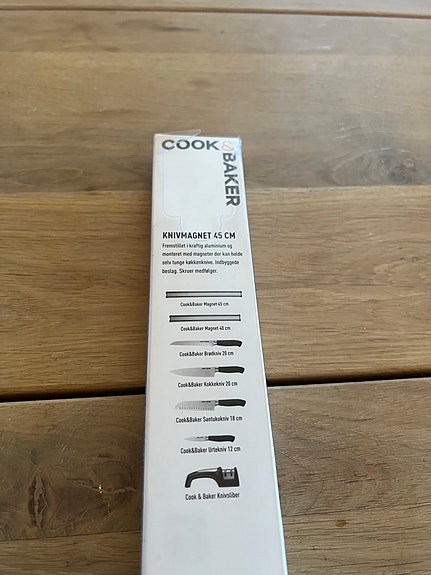 COOK&BAKER
KNIVMAGNET 45 CM
Fremstillet i kraftig aluminium og
monteret med magneter der kan holde
selv tunge køkkenknive. Indbyggede
beslag. Skruer medfølger.
Cook&Baker Magnet 45 cm
Cook&Baker Magnet 60 cm
Cook&Baker Brødkniv 20 cm
Cook&Baker Kokkekniv 20 cm
Cook&Baker Santukokniv 18 cm
Cook&Baker Urtekniv 12 cm
Cook & Baker Knivsliber